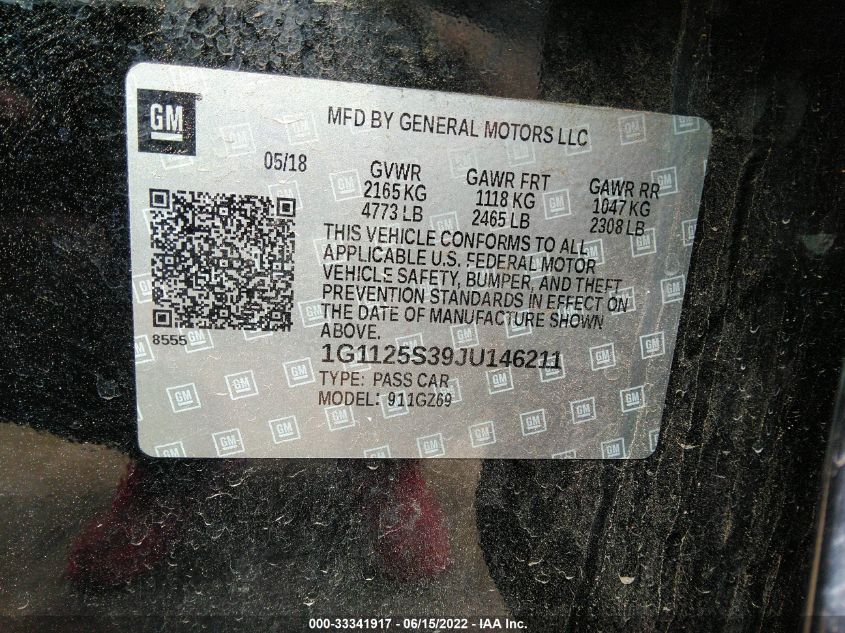 GM
MFD BY GENERAL MOTORS LLC
05/18
GVWR
2165 KG
4773 LB
GAWR FRT
1118 KG
2465 LB
GAWR RR
1047 KG
2308 LB
THIS VEHICLE CONFORMS TO ALL
APPLICABLE U.S. FEDERAL MOTOR
VEHICLE SAFETY, BUMPER, AND THEFT
PREVENTION STANDARDS IN EFFECT ON
THE DATE OF MANUFACTURE SHOWN
ABOVE.
8555
1G1125S39JU146211
TYPE: PASS CAR
MODEL: 911GZ69
000-33341917 - 06/15/2022 - IAA Inc.